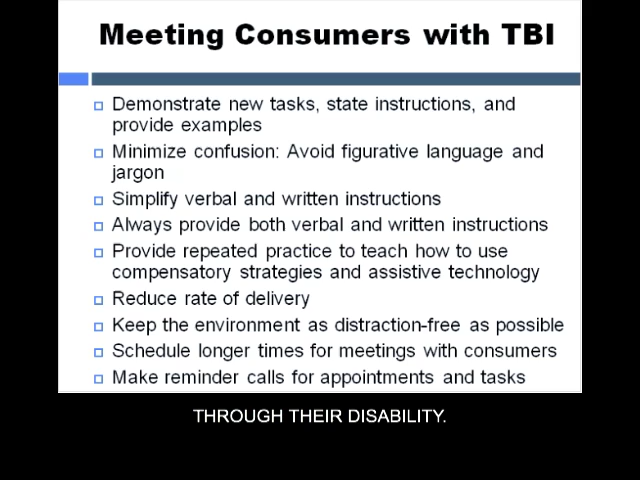 Meeting Consumers with TBI
Demonstrate new tasks, state instructions, and
provide examples
Minimize confusion: Avoid figurative language and
jargon
Simplify verbal and written instructions
Always provide both verbal and written instructions
Provide repeated practice to teach how to use
compensatory strategies and assistive technology
Reduce rate of delivery
Keep the environment as distraction-free as possible
Schedule longer times for meetings with consumers
Make reminder calls for appointments and tasks
THROUGH THEIR DISABILITY.